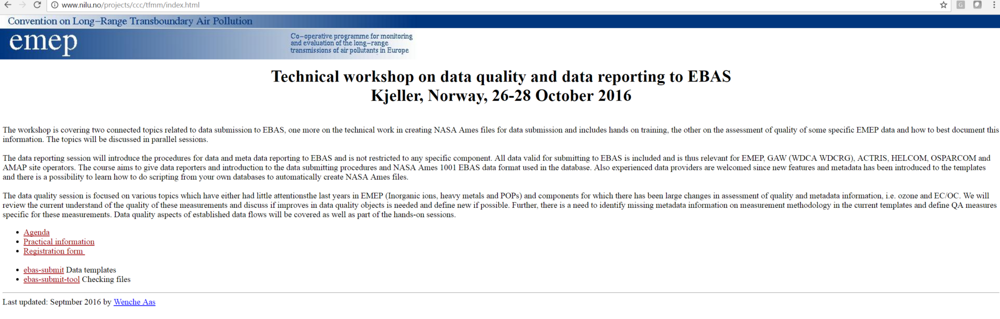 www.nilu.no/projects/ccc/tfmm/index.html
Convention on Long-Range Transboundary Air Pollution
emep
Co-operative programme for monitoring
and evaluation of the long-range
transmissions of air pollutants in Europe
Technical workshop on data quality and data reporting to EBAS
Kjeller, Norway, 26-28 October 2016
The workshop is covering two connected topics related to data submission to EBAS, one more on the technical work in creating NASA Ames files for data submission and includes hands on training, the other on the assessment of quality of some specific EMEP data and how to best document this
information. The topics will be discussed in parallel sessions.
The data reporting session will introduce the procedures for data and meta data reporting to EBAS and is not restricted to any specific component. All data valid for submitting to EBAS is included and is thus relevant for EMEP, GAW (WDCA WDCRG), ACTRIS, HELCOM, OSPARCOM and
AMAP site operators. The course aims to give data reporters and introduction to the data submitting procedures and NASA Ames 1001 EBAS data format used in the database. Also experienced data providers are welcomed since new features and metadata has been introduced to the templates
and there is a possibility to learn how to do scripting from your own databases to automatically create NASA Ames files.
The data quality session is focused on various topics which have either had little attentionsthe last years in EMEP (Inorganic ions, heavy metals and POPs) and components for which there has been large changes in assessment of quality and metadata information, i.e. ozone and EC/OC. We will
review the current understand of the quality of these measurements and discuss if improves in data quality objects is needed and define new if possible. Further, there is a need to identify missing metadata information on measurement methodology in the current templates and define QA measures
specific for these measurements. Data quality aspects of established data flows will be covered as well as part of the hands-on sessions.
• Agenda
• Practical information
• Registration form
• ebas-submit Data templates
• ebas-submit-tool Checking files
Last updated: Septmber 2016 by Wenche Aas